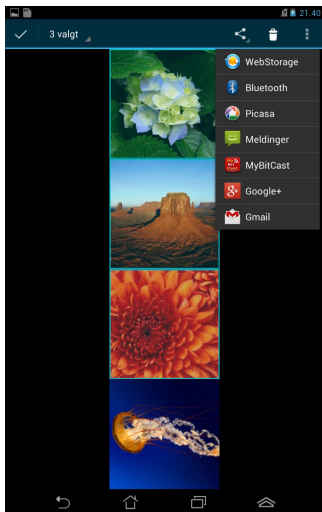 21.40
3 valgt
WebStorage
Bluetooth
Picasa
Meldinger
MyBitCast
Google+
Gmail